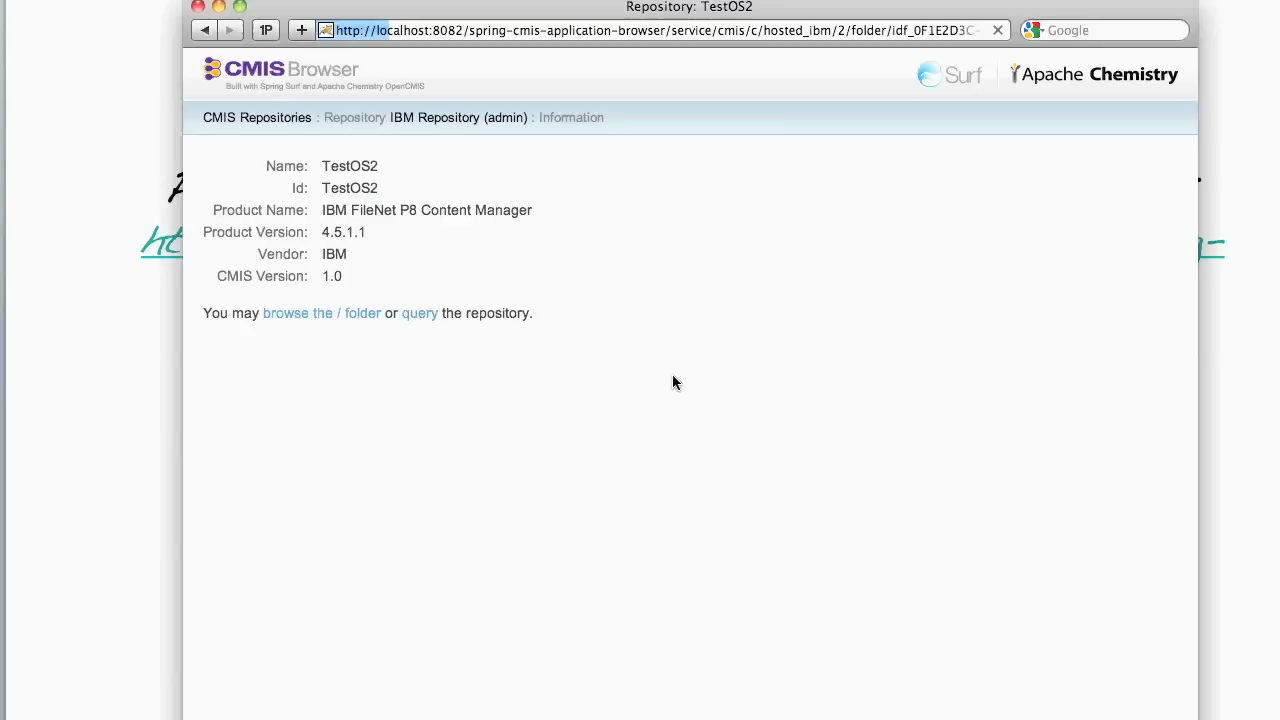 Repository: TestOS2
1P
+
http://localhost:8082/spring-cmis-application-browser/service/cmis/c/hosted_ibm/2/folder/idf_0F1E2D3C-
Google
CMIS Browser
Built with Spring Surf and Apache Chemistry OpenCMIS
Surf
Apache Chemistry
CMIS Repositories : Repository IBM Repository (admin) : Information
Name: TestOS2
Id: TestOS2
Product Name: IBM FileNet P8 Content Manager
Product Version: 4.5.1.1
Vendor: IBM
CMIS Version: 1.0
You may browse the / folder or query the repository.
ht